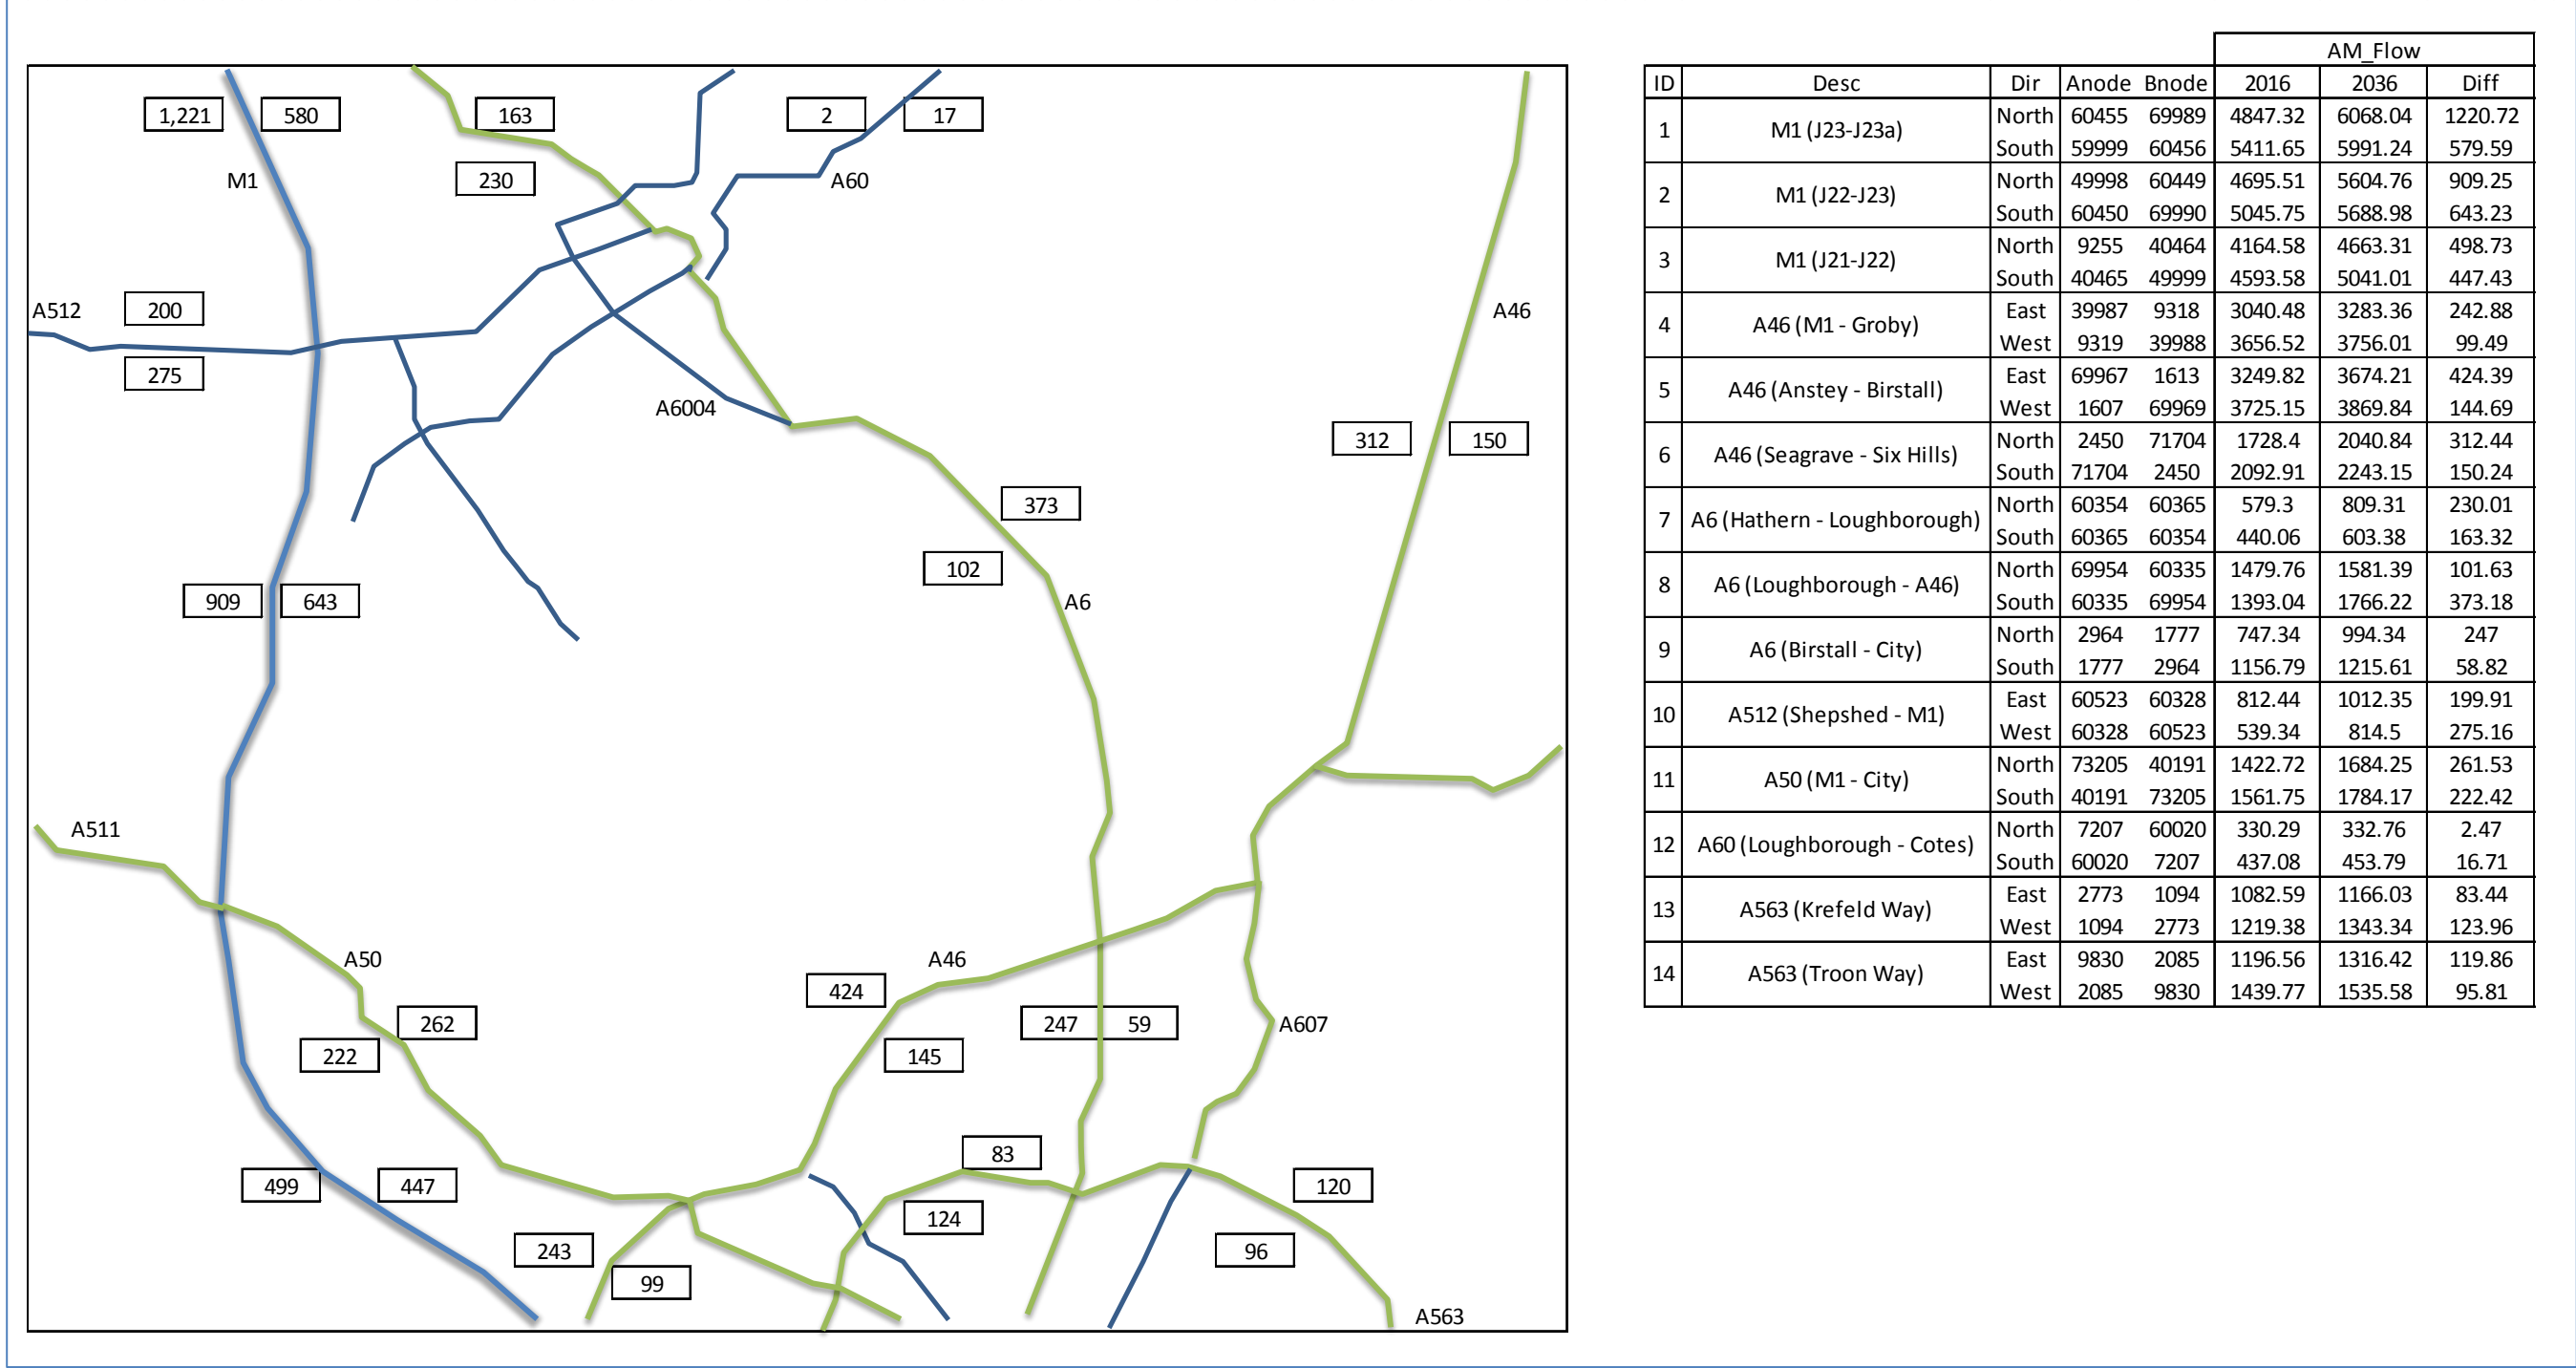 1,221 580 163 2 17
M1 230 A60
A512 200 A46
275
A6004
312 150
373
102
909 643 A6
A511
A50 424 A46
262 247 59 A607
222 145
83
499 447 120
124
243 96
99
A563
AM_Flow
ID Desc Dir Anode Bnode 2016 2036 Diff
1 M1 (J23-J23a) North 60455 69989 4847.32 6068.04 1220.72
South 59999 60456 5411.65 5991.24 579.59
2 M1 (J22-J23) North 49998 60449 4695.51 5604.76 909.25
South 60450 69990 5045.75 5688.98 643.23
3 M1 (J21-J22) North 9255 40464 4164.58 4663.31 498.73
South 40465 49999 4593.58 5041.01 447.43
4 A46 (M1 - Groby) East 39987 9318 3040.48 3283.36 242.88
West 9319 39988 3656.52 3756.01 99.49
5 A46 (Anstey - Birstall) East 69967 1613 3249.82 3674.21 424.39
West 1607 69969 3725.15 3869.84 144.69
6 A46 (Seagrave - Six Hills) North 2450 71704 1728.4 2040.84 312.44
South 71704 2450 2092.91 2243.15 150.24
7 A6 (Hathern - Loughborough) North 60354 60365 579.3 809.31 230.01
South 60365 60354 440.06 603.38 163.32
8 A6 (Loughborough - A46) North 69954 60335 1479.76 1581.39 101.63
South 60335 69954 1393.04 1766.22 373.18
9 A6 (Birstall - City) North 2964 1777 747.34 994.34 247
South 1777 2964 1156.79 1215.61 58.82
10 A512 (Shepshed - M1) East 60523 60328 812.44 1012.35 199.91
West 60328 60523 539.34 814.5 275.16
11 A50 (M1 - City) North 73205 40191 1422.72 1684.25 261.53
South 40191 73205 1561.75 1784.17 222.42
12 A60 (Loughborough - Cotes) North 7207 60020 330.29 332.76 2.47
South 60020 7207 437.08 453.79 16.71
13 A563 (Krefeld Way) East 2773 1094 1082.59 1166.03 83.44
West 1094 2773 1219.38 1343.34 123.96
14 A563 (Troon Way) East 9830 2085 1196.56 1316.42 119.86
West 2085 9830 1439.77 1535.58 95.81